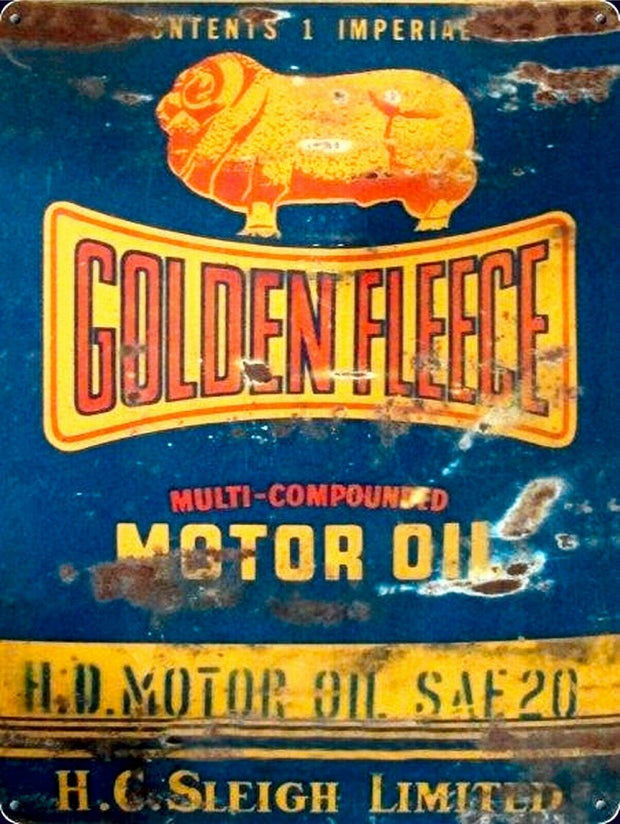 CONTENTS 1 IMPERIAL
GOLDEN FLEECE
MULTI-COMPOUNDED
MOTOR OIL
H.D. MOTOR OIL SAE 20
H.C. SLEIGH LIMITED